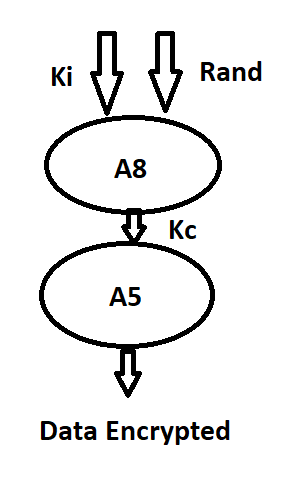 Ki
Rand
A8
Kc
A5
Data Encrypted